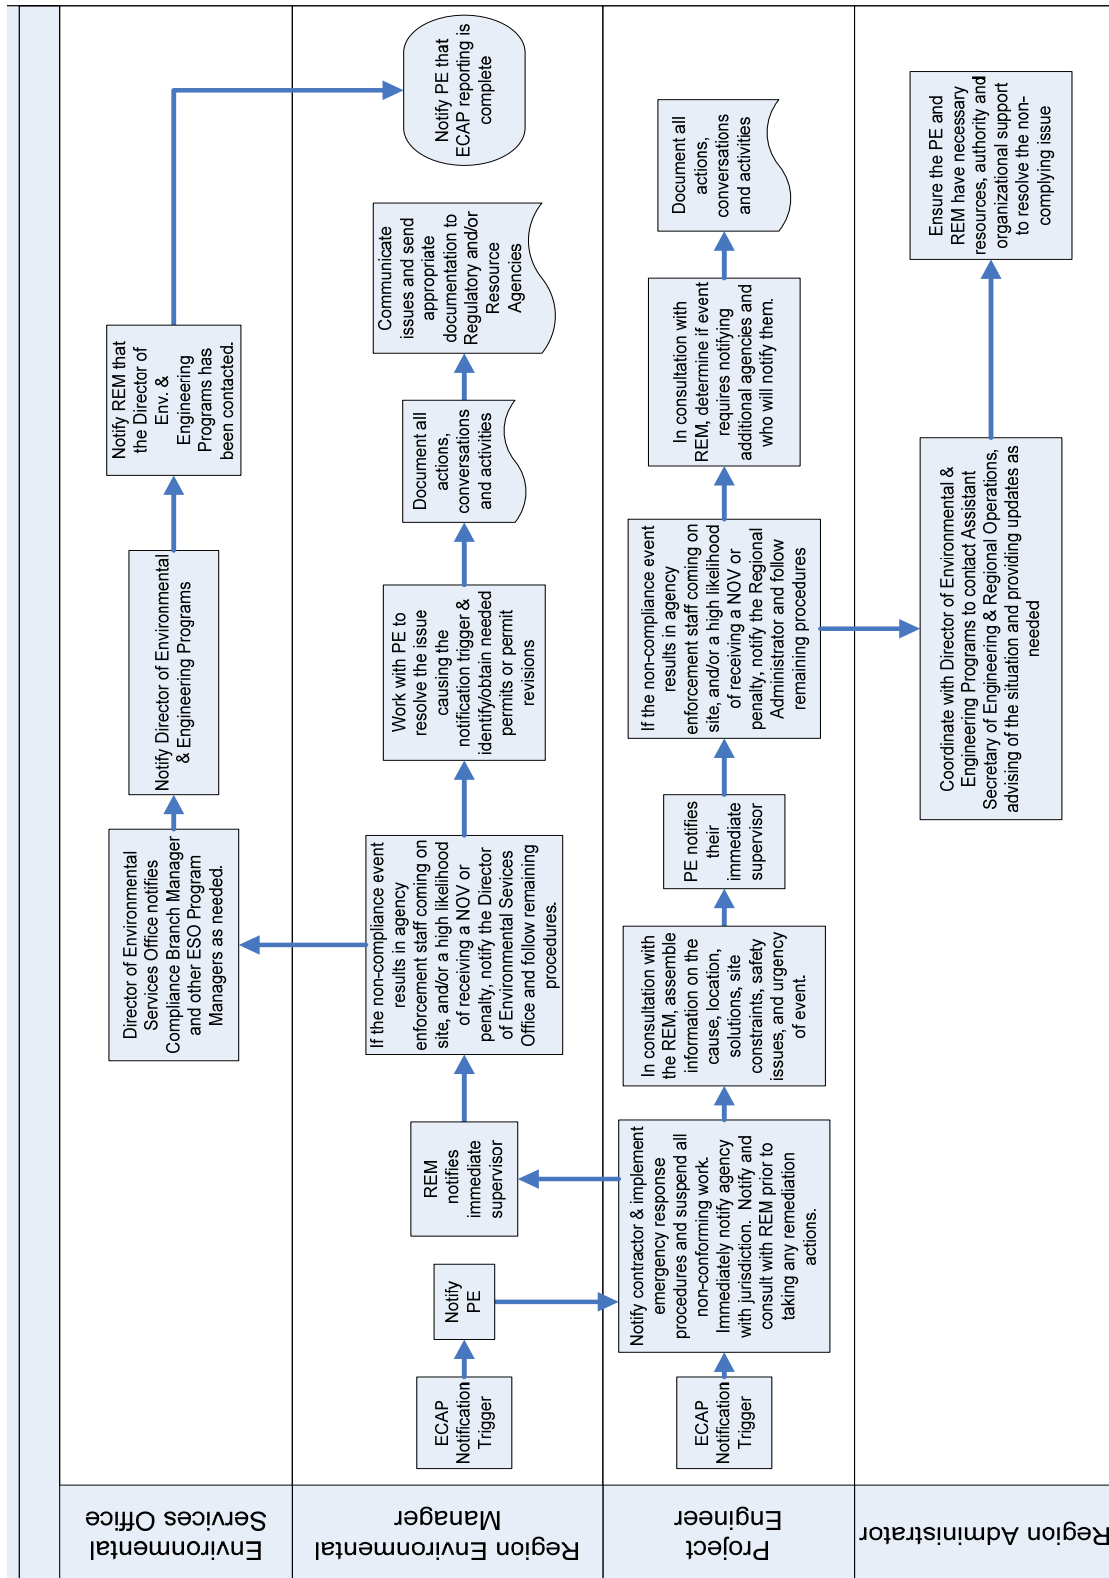 Environmental
Services Office
Director of Environmental
Services Office notifies
Compliance Branch Manager
and other ESO Program
Managers as needed.
Notify Director of Environmental
& Engineering Programs
Notify REM that
the Director of
Env. &
Engineering
Programs has
been contacted.
Region Environmental
Manager
ECAP
Notification
Trigger
Notify
PE
REM
notifies
immediate
supervisor
If the non-compliance event
results in agency
enforcement staff coming on
site, and/or a high likelihood
of receiving a NOV or
penalty, notify the Director
of Environmental Sevices
Office and follow remaining
procedures.
Work with PE to
resolve the issue
causing the
notification trigger &
identify/obtain needed
permits or permit
revisions
Document all
actions,
conversations
and activities
Communicate
issues and send
appropriate
documentation to
Regulatory and/or
Resource
Agencies
Notify PE that
ECAP reporting is
complete
Project
Engineer
ECAP
Notification
Trigger
Notify contractor & implement
emergency response
procedures and suspend all
non-conforming work.
Immediately notify agency
with jurisdiction. Notify and
consult with REM prior to
taking any remediation
actions.
In consultation with
the REM, assemble
information on the
cause, location,
solutions, site
constraints, safety
issues, and urgency
of event.
PE notifies
their
immediate
supervisor
If the non-compliance event
results in agency
enforcement staff coming on
site, and/or a high likelihood
of receiving a NOV or
penalty, notify the Regional
Administrator and follow
remaining procedures
In consultation with
REM, determine if event
requires notifying
additional agencies and
who will notify them.
Document all
actions,
conversations
and activities
Region Administrator
Coordinate with Director of Environmental &
Engineering Programs to contact Assistant
Secretary of Engineering & Regional Operations,
advising of the situation and providing updates as
needed
Ensure the PE and
REM have necessary
resources, authority and
organizational support
to resolve the non-
complying issue